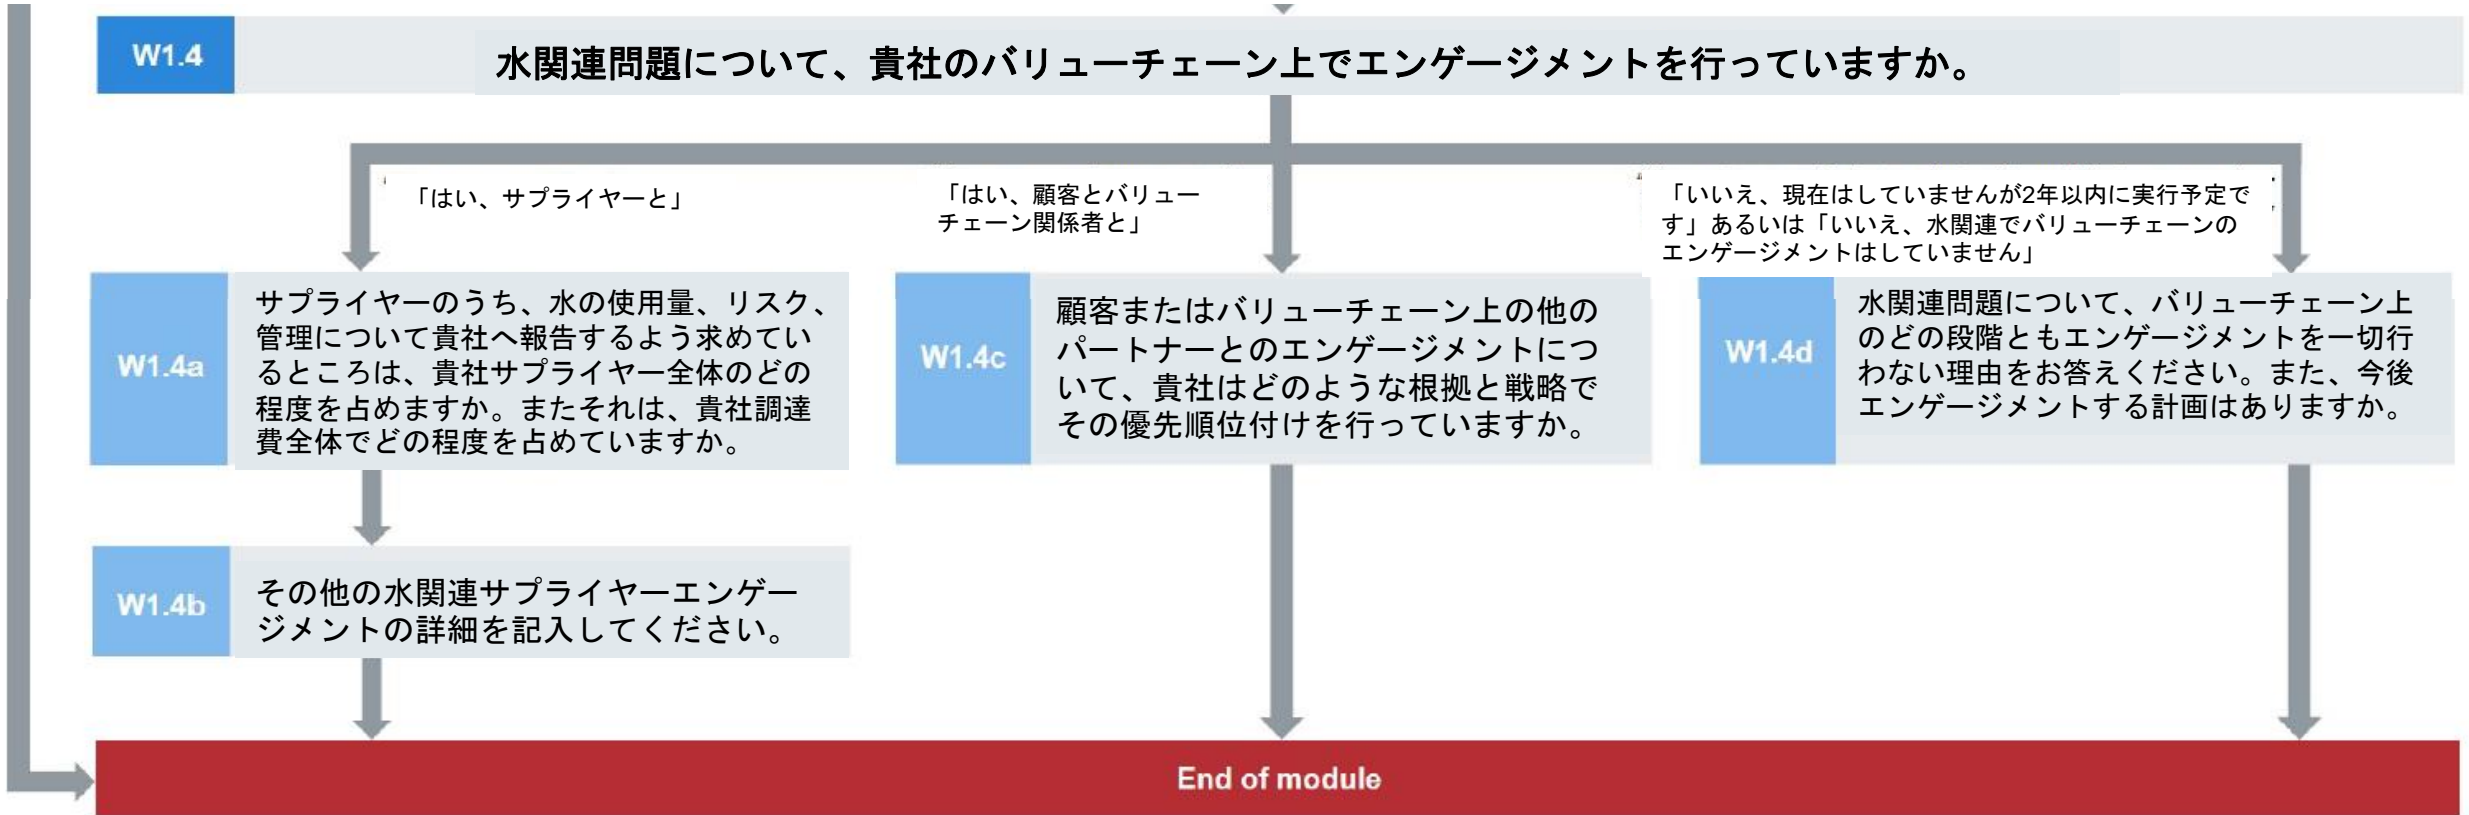 W1.4
水関連問題について、貴社のバリューチェーン上でエンゲージメントを行っていますか。
「はい、サプライヤーと」
「はい、顧客とバリュー
チェーン関係者と」
「いいえ、現在はしていませんが2年以内に実行予定で
す」あるいは「いいえ、水関連でバリューチェーンの
エンゲージメントはしていません」
W1.4a
サプライヤーのうち、水の使用量、リスク、
管理について貴社へ報告するよう求めてい
るところは、貴社サプライヤー全体のどの
程度を占めますか。またそれは、貴社調達
費全体でどの程度を占めていますか。
W1.4c
顧客またはバリューチェーン上の他の
パートナーとのエンゲージメントにつ
いて、貴社はどのような根拠と戦略で
その優先順位付けを行っていますか。
W1.4d
水関連問題について、バリューチェーン上
のどの段階ともエンゲージメントを一切行
わない理由をお答えください。また、今後
エンゲージメントする計画はありますか。
W1.4b
その他の水関連サプライヤーエンゲー
ジメントの詳細を記入してください。
End of module